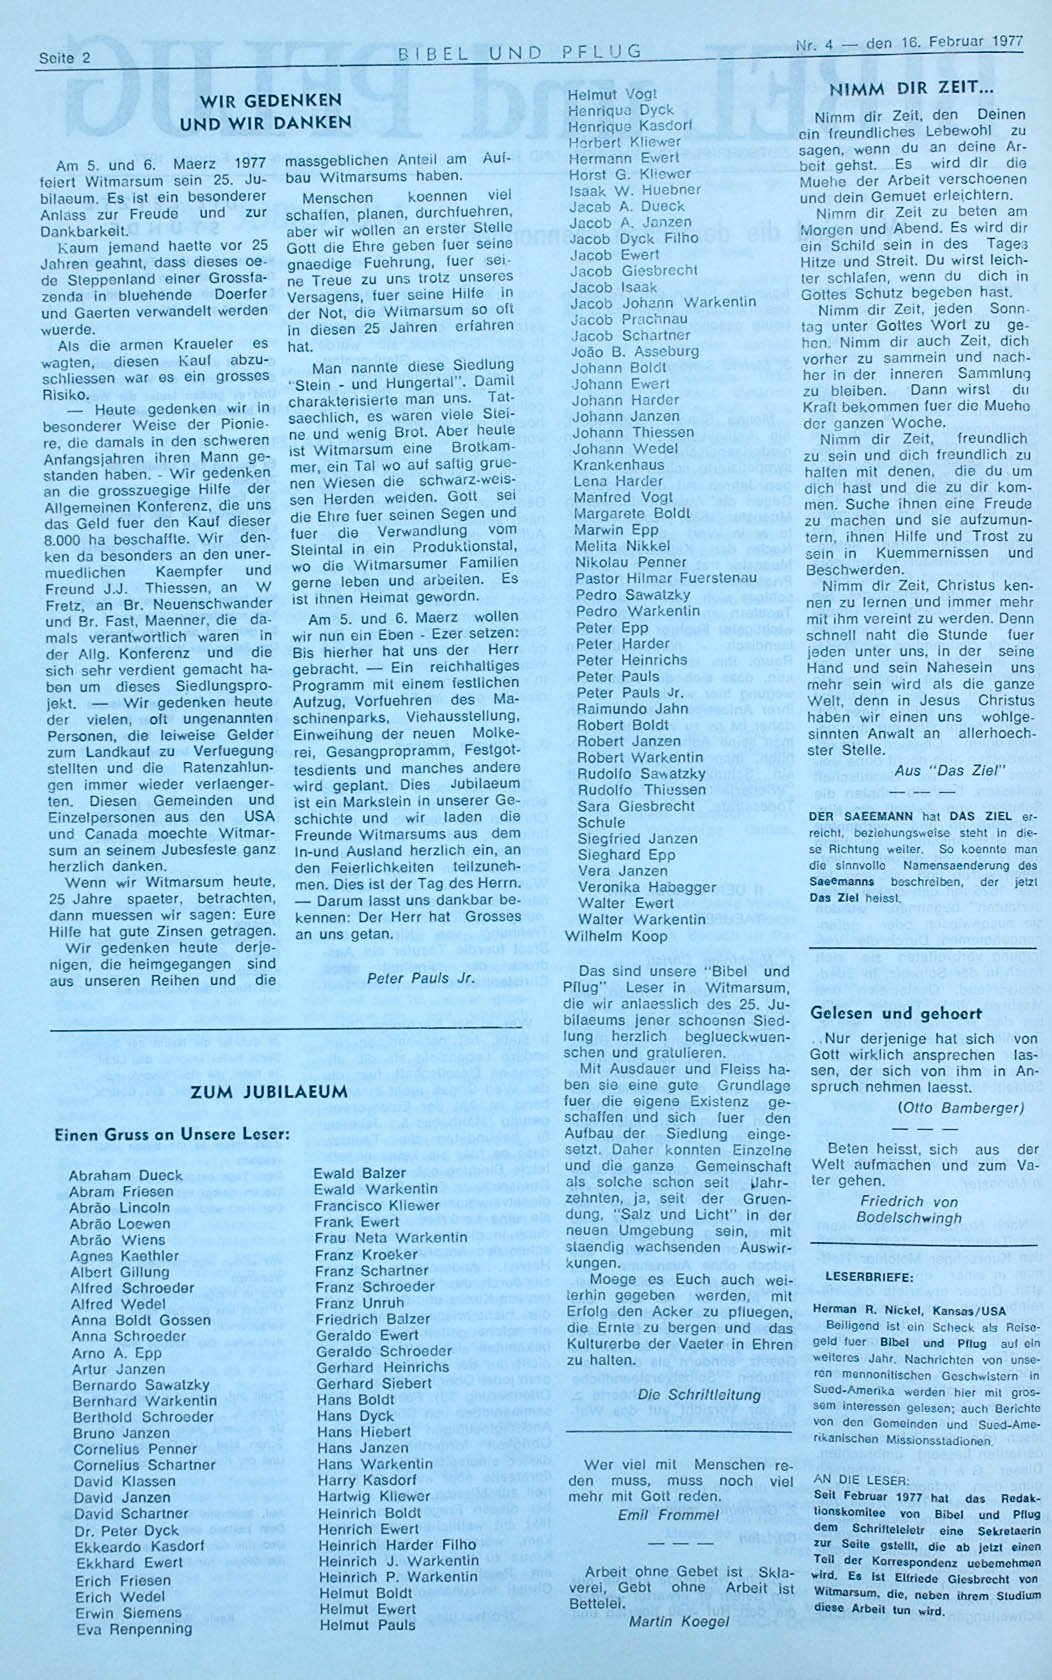 Seite 2
BIBEL UND PFLUG
Nr. 4 — den 16. Februar 1977
WIR GEDENKEN
UND WIR DANKEN
Am 5. und 6. Maerz 1977
feiert Witmarsum sein 25. Ju-
bilaeum. Es ist ein besonderer
Anlass zur Freude und zur
Dankbarkeit.
Kaum jemand haette vor 25
Jahren geahnt, dass dieses oe-
de Steppenland einer Grossfa-
zenda in bluehende Doerfer
und Gaerten verwandelt werden
wuerde.
Als die armen Kraueler es
wagten, diesen Kauf abzu-
schliessen war es ein grosses
Risiko.
— Heute gedenken wir in
besonderer Weise der Pionie-
re, die damals in den schweren
Anfangsjahren ihren Mann ge-
standen haben. - Wir gedenken
an die grosszuegige Hilfe der
Allgemeinen Konferenz, die uns
das Geld fuer den Kauf dieser
8.000 ha beschaffte. Wir den-
ken da besonders an den uner-
muedlichen Kaempfer und
Freund J.J. Thiessen, an W
Fretz, an Br. Neuenschwander
und Br. Fast, Maenner, die da-
mals verantwortlich waren in
der Allg. Konferenz und die
sich sehr verdient gemacht ha-
ben um dieses Siedlungspro-
jekt. — Wir gedenken heute
der vielen, oft ungenannten
Personen, die leiweise Gelder
zum Landkauf zu Verfuegung
stellten und die Ratenzahlun-
gen immer wieder verlaenger-
ten. Diesen Gemeinden und
Einzelpersonen aus den USA
und Canada moechte Witmar-
sum an seinem Jubesfeste ganz
herzlich danken.
Wenn wir Witmarsum heute,
25 Jahre spaeter, betrachten,
dann muessen wir sagen: Eure
Hilfe hat gute Zinsen getragen.
Wir gedenken heute derje-
nigen, die heimgegangen sind
aus unseren Reihen und die
massgeblichen Anteil am Auf-
bau Witmarsums haben.
Menschen koennen viel
schaffen, planen, durchfuehren,
aber wir wollen an erster Stelle
Gott die Ehre geben fuer seine
gnaedige Fuehrung, fuer sei-
ne Treue zu uns trotz unseres
Versagens, fuer seine Hilfe in
der Not, die Witmarsum so oft
in diesen 25 Jahren erfahren
hat.
Man nannte diese Siedlung
"Stein - und Hungertal". Damit
charakterisierte man uns. Tat-
saechlich, es waren viele Stei-
ne und wenig Brot. Aber heute
ist Witmarsum eine Brotkam-
mer, ein Tal wo auf saftig grue-
nen Wiesen die schwarz-weis-
sen Herden weiden. Gott sei
die Ehre fuer seinen Segen und
fuer die Verwandlung vom
Steintal in ein Produktionstal,
wo die Witmarsumer Familien
gerne leben und arbeiten. Es
ist ihnen Heimat gewordn.
Am 5. und 6. Maerz wollen
wir nun ein Eben - Ezer setzen:
Bis hierher hat uns der Herr
gebracht. — Ein reichhaltiges
Programm mit einem festlichen
Aufzug, Vorfuehren des Ma-
schinenparks, Viehausstellung,
Einweihung der neuen Molke-
rei, Gesangpropramm, Festgot-
tesdients und manches andere
wird geplant. Dies Jubilaeum
ist ein Markstein in unserer Ge-
schichte und wir laden die
Freunde Witmarsums aus dem
In-und Ausland herzlich ein, an
den Feierlichkeiten teilzuneh-
men. Dies ist der Tag des Herrn.
— Darum lasst uns dankbar be-
kennen: Der Herr hat Grosses
an uns getan.
Peter Pauls Jr.
ZUM JUBILAEUM
Einen Gruss an Unsere Leser:
Abraham Dueck
Abram Friesen
Abrão Lincoln
Abrão Loewen
Abrão Wiens
Agnes Kaethler
Albert Gillung
Alfred Schroeder
Alfred Wedel
Anna Boldt Gossen
Anna Schroeder
Arno A. Epp
Artur Janzen
Bernardo Sawatzky
Bernhard Warkentin
Berthold Schroeder
Bruno Janzen
Cornelius Penner
Cornelius Schartner
David Klassen
David Janzen
David Schartner
Dr. Peter Dyck
Ekkeardo Kasdorf
Ekkhard Ewert
Erich Friesen
Erich Wedel
Erwin Siemens
Eva Renpenning
Ewald Balzer
Ewald Warkentin
Francisco Kliewer
Frank Ewert
Frau Neta Warkentin
Franz Kroeker
Franz Schartner
Franz Schroeder
Franz Unruh
Friedrich Balzer
Geraldo Ewert
Geraldo Schroeder
Gerhard Heinrichs
Gerhard Siebert
Hans Boldt
Hans Dyck
Hans Hiebert
Hans Janzen
Hans Warkentin
Harry Kasdorf
Hartwig Kliewer
Heinrich Boldt
Henrich Ewert
Heinrich Harder Filho
Heinrich J. Warkentin
Heinrich P. Warkentin
Helmut Boldt
Helmut Ewert
Helmut Pauls
Helmut Vogt
Henrique Dyck
Henrique Kasdorf
Herbert Kliewer
Hermann Ewert
Horst G. Kliewer
Isaak W. Huebner
Jacab A. Dueck
Jacob A. Janzen
Jacob Dyck Filho
Jacob Ewert
Jacob Giesbrecht
Jacob Isaak
Jacob Johann Warkentin
Jacob Prachnau
Jacob Schartner
João B. Asseburg
Johann Boldt
Johann Ewert
Johann Harder
Johann Janzen
Johann Thiessen
Johann Wedel
Krankenhaus
Lena Harder
Manfred Vogt
Margarete Boldt
Marwin Epp
Melita Nikkel
Nikolau Penner
Pastor Hilmar Fuerstenau
Pedro Sawatzky
Pedro Warkentin
Peter Epp
Peter Harder
Peter Heinrichs
Peter Pauls
Peter Pauls Jr.
Raimundo Jahn
Robert Boldt
Robert Janzen
Robert Warkentin
Rudolfo Sawatzky
Rudolfo Thiessen
Sara Giesbrecht
Schule
Siegfried Janzen
Sieghard Epp
Vera Janzen
Veronika Habegger
Walter Ewert
Walter Warkentin
Wilhelm Koop
Das sind unsere "Bibel und
Pflug" Leser in Witmarsum,
die wir anlaesslich des 25. Ju-
bilaeums jener schoenen Sied-
lung herzlich beglueckwuen-
schen und gratulieren.
Mit Ausdauer und Fleiss ha-
ben sie eine gute Grundlage
fuer die eigene Existenz ge-
schaffen und sich fuer den
Aufbau der Siedlung einge-
setzt. Daher konnten Einzelne
und die ganze Gemeinschaft
als solche schon seit Jahr-
zehnten, ja, seit der Gruen-
dung, "Salz und Licht" in der
neuen Umgebung sein, mit
staendig wachsenden Auswir-
kungen.
Moege es Euch auch wei-
terhin gegeben werden, mit
Erfolg den Acker zu pfluegen,
die Ernte zu bergen und das
Kulturerbe der Vaeter in Ehren
zu halten.
Die Schriftleitung
Wer viel mit Menschen re-
den muss, muss noch viel
mehr mit Gott reden.
Emil Frommel
— — —
Arbeit ohne Gebet ist Skla-
verei, Gebt ohne Arbeit ist
Bettelei.
Martin Koegel
NIMM DIR ZEIT...
Nimm dir Zeit, den Deinen
ein freundliches Lebewohl zu
sagen, wenn du an deine Ar-
beit gehst. Es wird dir die
Muehe der Arbeit verschoenen
und dein Gemuet erleichtern.
Nimm dir Zeit zu beten am
Morgen und Abend. Es wird dir
ein Schild sein in des Tages
Hitze und Streit. Du wirst leich-
ter schlafen, wenn du dich in
Gottes Schutz begeben hast.
Nimm dir Zeit, jeden Sonn-
tag unter Gottes Wort zu ge-
hen. Nimm dir auch Zeit, dich
vorher zu sammein und nach-
her in der inneren Sammlung
zu bleiben. Dann wirst du
Kraft bekommen fuer die Muehe
der ganzen Woche.
Nimm dir Zeit, freundlich
zu sein und dich freundlich zu
halten mit denen, die du um
dich hast und die zu dir kom-
men. Suche ihnen eine Freude
zu machen und sie aufzumun-
tern, ihnen Hilfe und Trost zu
sein in Kuemmernissen und
Beschwerden.
Nimm dir Zeit, Christus ken-
nen zu lernen und immer mehr
mit ihm vereint zu werden. Denn
schnell naht die Stunde fuer
jeden unter uns, in der seine
Hand und sein Nahesein uns
mehr sein wird als die ganze
Welt, denn in Jesus Christus
haben wir einen uns wohlge-
sinnten Anwalt an allerhoech-
ster Stelle.
Aus "Das Ziel"
— — —
DER SAEEMANN hat DAS ZIEL er-
reicht, beziehungsweise steht in die-
se Richtung weiter. So koennte man
die sinnvolle Namensaenderung des
Saeemanns beschreiben, der jetzt
Das Ziel heisst.
Gelesen und gehoert
..Nur derjenige hat sich von
Gott wirklich ansprechen las-
sen, der sich von ihm in An-
spruch nehmen laesst.
(Otto Bamberger)
— — —
Beten heisst, sich aus der
Welt aufmachen und zum Va-
ter gehen.
Friedrich von
Bodelschwingh
LESERBRIEFE:
Herman R. Nickel, Kansas/USA
Beiligend ist ein Scheck als Reise-
geld fuer Bibel und Pflug auf ein
weiteres Jahr. Nachrichten von unse-
ren mennonitischen Geschwistern in
Sued-Amerika werden hier mit gros-
sem interessen gelesen; auch Berichte
von den Gemeinden und Sued-Ame-
rikanischen Missionsstadionen.
AN DIE LESER:
Seit Februar 1977 hat das Redak-
tionskomitee von Bibel und Pflug
dem Schrifteleletr eine Sekretaerin
zur Seite gstellt, die ab jetzt einen
Teil der Korrespondenz uebemehmen
wird. Es ist Elfriede Giesbrecht von
Witmarsum, die, neben ihrem Studium
diese Arbeit tun wird.